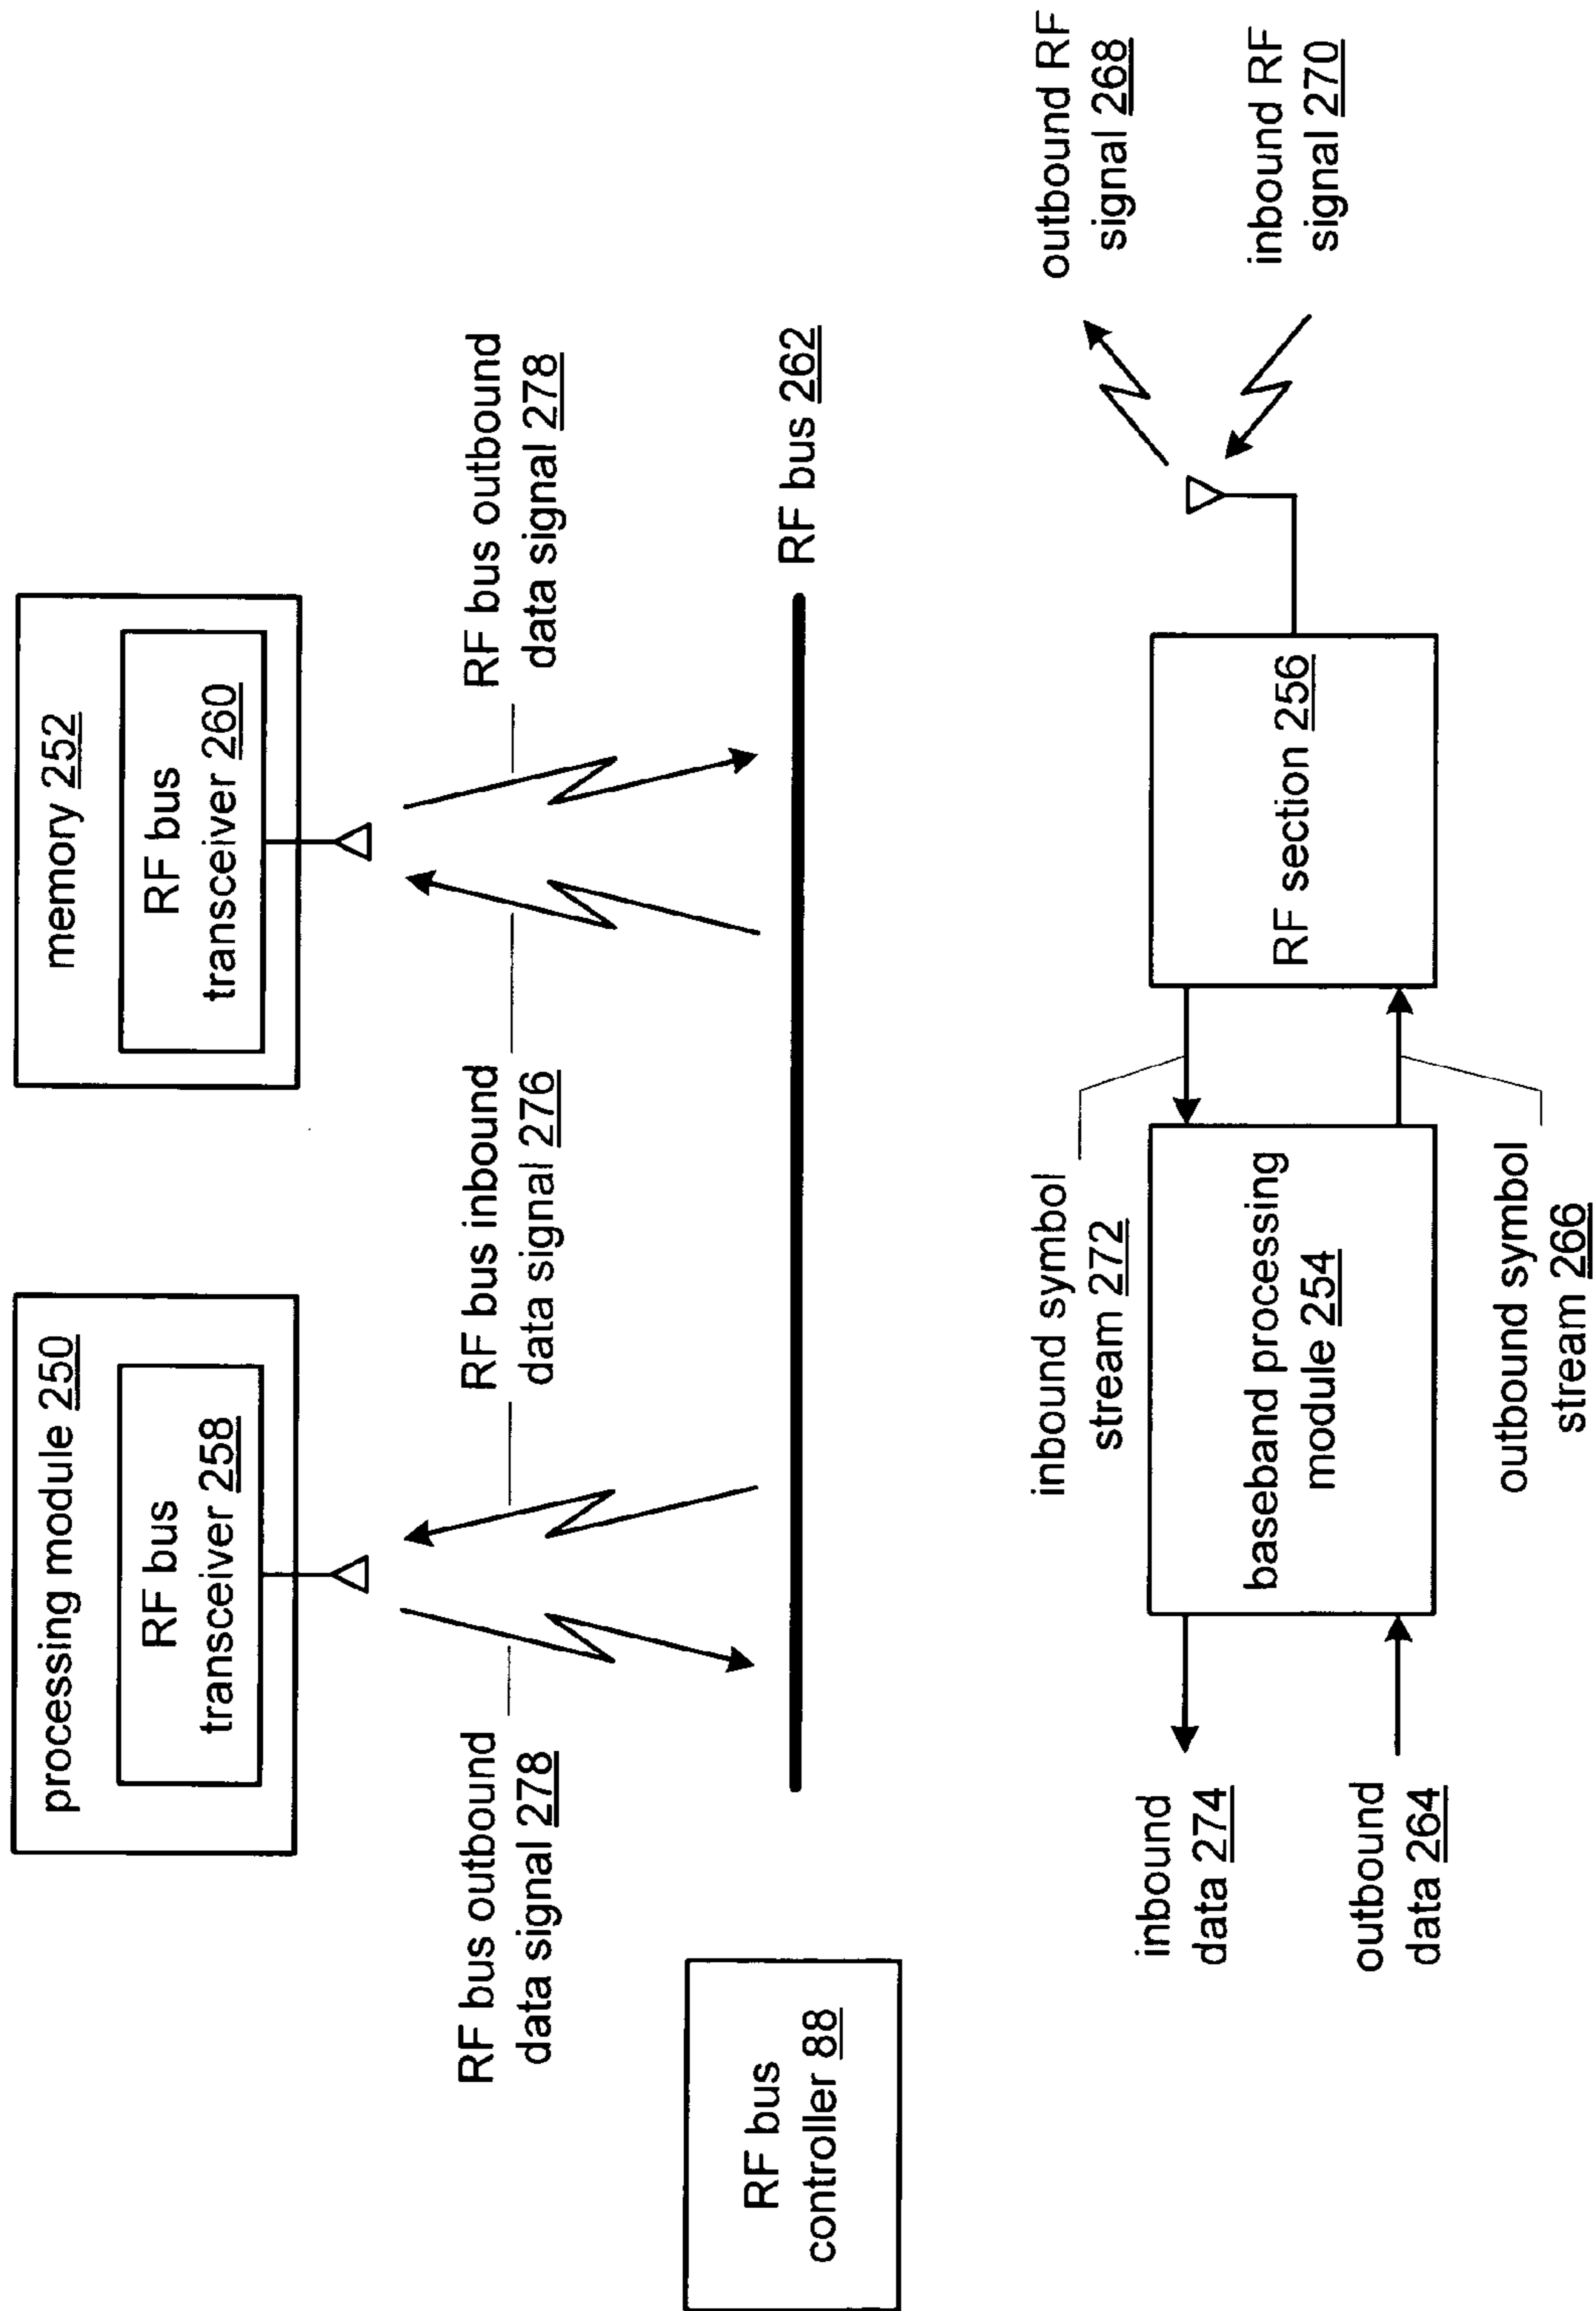 processing module 250
RF bus
transceiver 258
memory 252
RF bus
transceiver 260
RF bus outbound
data signal 278
RF bus inbound
data signal 276
RF bus outbound
data signal 278
RF bus
controller 88
RF bus 262
inbound symbol
stream 272
outbound RF
signal 268
inbound
data 274
baseband processing
module 254
RF section 256
inbound RF
signal 270
outbound
data 264
outbound symbol
stream 266